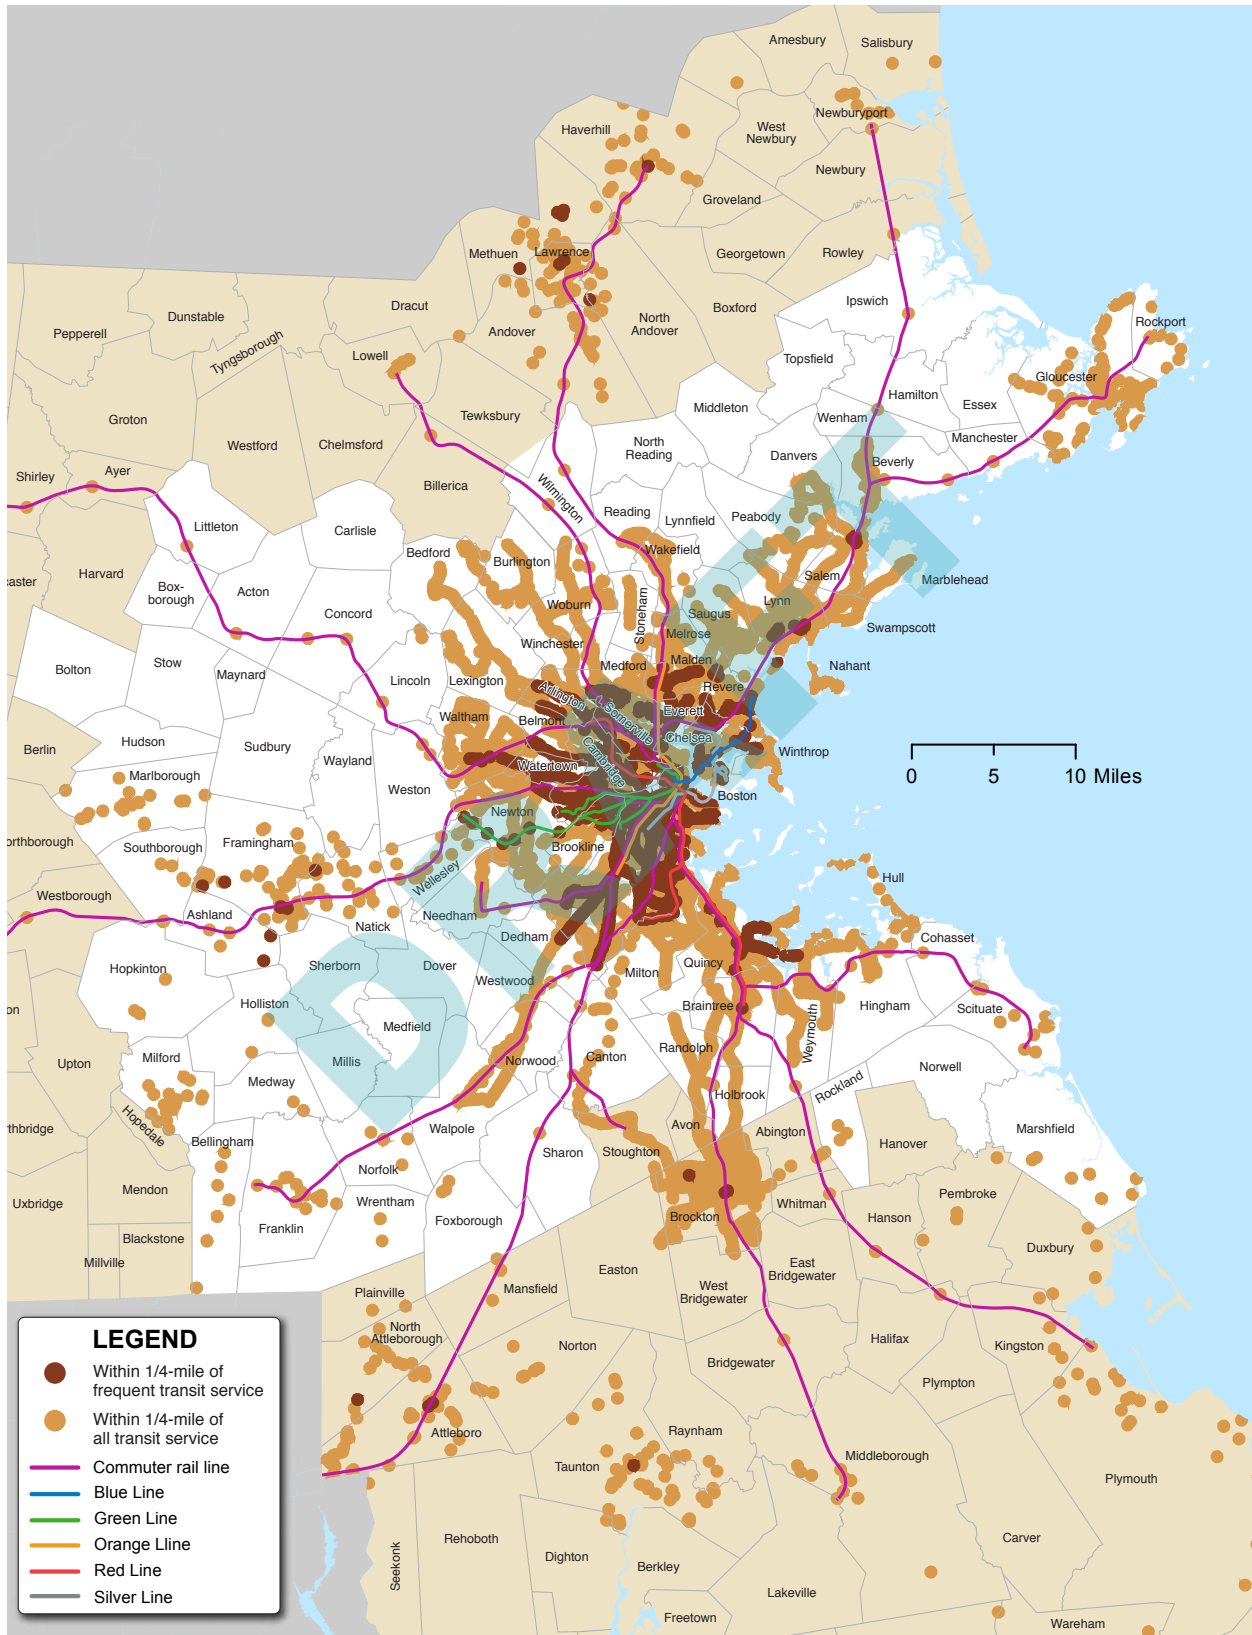 Amesbury
Salisbury
Newburyport
West
Newbury
Haverhill
Newbury
Groveland
Rowley
Georgetown
Methuen
Lawrence
Ipswich
Boxford
North
Andover
Andover
Dracut
Dunstable
Pepperell
Tyngsborough
Lowell
Rockport
Topsfield
Gloucester
Hamilton
Essex
Wenham
Middleton
Manchester
Tewksbury
Groton
Westford
Chelmsford
North
Reading
Danvers
Beverly
Shirley
Ayer
Billerica
Wilmington
Reading
Lynnfield
Peabody
Littleton
Carlisle
Bedford
Burlington
Wakefield
Harvard
caster
Box-
borough
Acton
Concord
Woburn
Stoneham
Salem
Marblehead
Lynn
Saugus
Melrose
Swampscott
Winchester
Bolton
Stow
Maynard
Lincoln
Lexington
Medford
Malden
Nahant
Revere
Arlington
Somerville
Everett
Waltham
Belmont
Chelsea
Cambridge
Berlin
Hudson
Sudbury
Wayland
Watertown
Winthrop
Marlborough
Weston
Boston
0
5
10 Miles
Newton
orthborough
Southborough
Framingham
Brookline
Wellesley
Hull
Westborough
Ashland
Natick
Needham
Dedham
Cohasset
Hopkinton
Sherborn
Dover
Westwood
Milton
Quincy
on
Holliston
Medfield
Braintree
Weymouth
Hingham
Scituate
Upton
Milford
Millis
Norwood
Canton
Randolph
Norwell
Medway
Holbrook
Rockland
thbridge
Hopedale
Bellingham
Walpole
Sharon
Stoughton
Avon
Abington
Hanover
Marshfield
Norfolk
Mendon
Uxbridge
Wrentham
Foxborough
Brockton
Whitman
Hanson
Pembroke
Franklin
Blackstone
Millville
Duxbury
Easton
East
Bridgewater
West
Bridgewater
Plainville
Mansfield
North
Attleborough
Norton
Halifax
Kingston
Bridgewater
Plympton
Attleboro
Raynham
Middleborough
Taunton
Plymouth
Rehoboth
Seekonk
Dighton
Berkley
Carver
Lakeville
Freetown
Wareham
DRAFT
LEGEND
Within 1/4-mile of
frequent transit service
Within 1/4-mile of
all transit service
Commuter rail line
Blue Line
Green Line
Orange Lline
Red Line
Silver Line